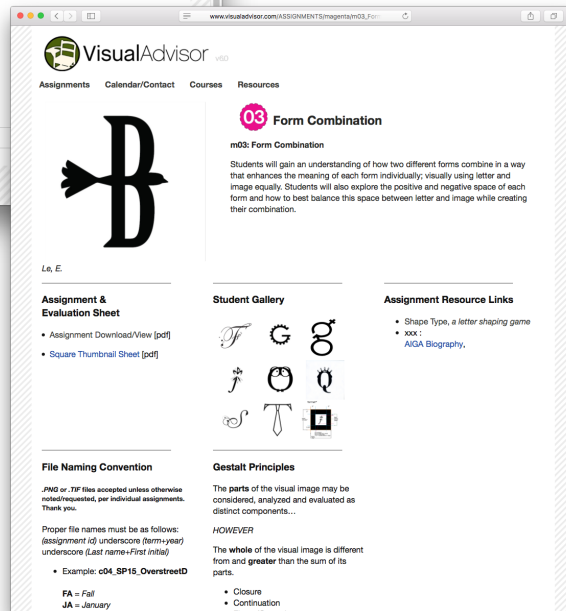 www.visualadvisor.com/ASSIGNMENTS/magenta/m03_For
VisualAdvisor v6D
Assignments Calendar/Contact Courses Resources
B
03 Form Combination
m03: Form Combination
Students will gain an understanding of how two different forms combine in a way
that enhances the meaning of each form individually; visually using letter and
image equally. Students will also explore the positive and negative space of each
form and how to best balance this space between letter and image while creating
their combination.
Le, E.
Assignment &
Evaluation Sheet
• Assignment Download/View [pdf]
• Square Thumbnail Sheet [pdf]
Student Gallery
F G g
j O Q
S T
Assignment Resource Links
• Shape Type, a letter shaping game
• xxx :
AIGA Biography,
File Naming Convention
.PNG or .TIF files accepted unless otherwise
noted/requested, per individual assignments.
Thank you.
Proper file names must be as follows:
(assignment id) underscore (term+year)
underscore (Last name+First initial)
• Example: c04_SP15_OverstreetD
FA = Fall
JA = January
Gestalt Principles
The parts of the visual image may be
considered, analyzed and evaluated as
distinct components…
HOWEVER
The whole of the visual image is different
from and greater than the sum of its
parts.
• Closure
• Continuation